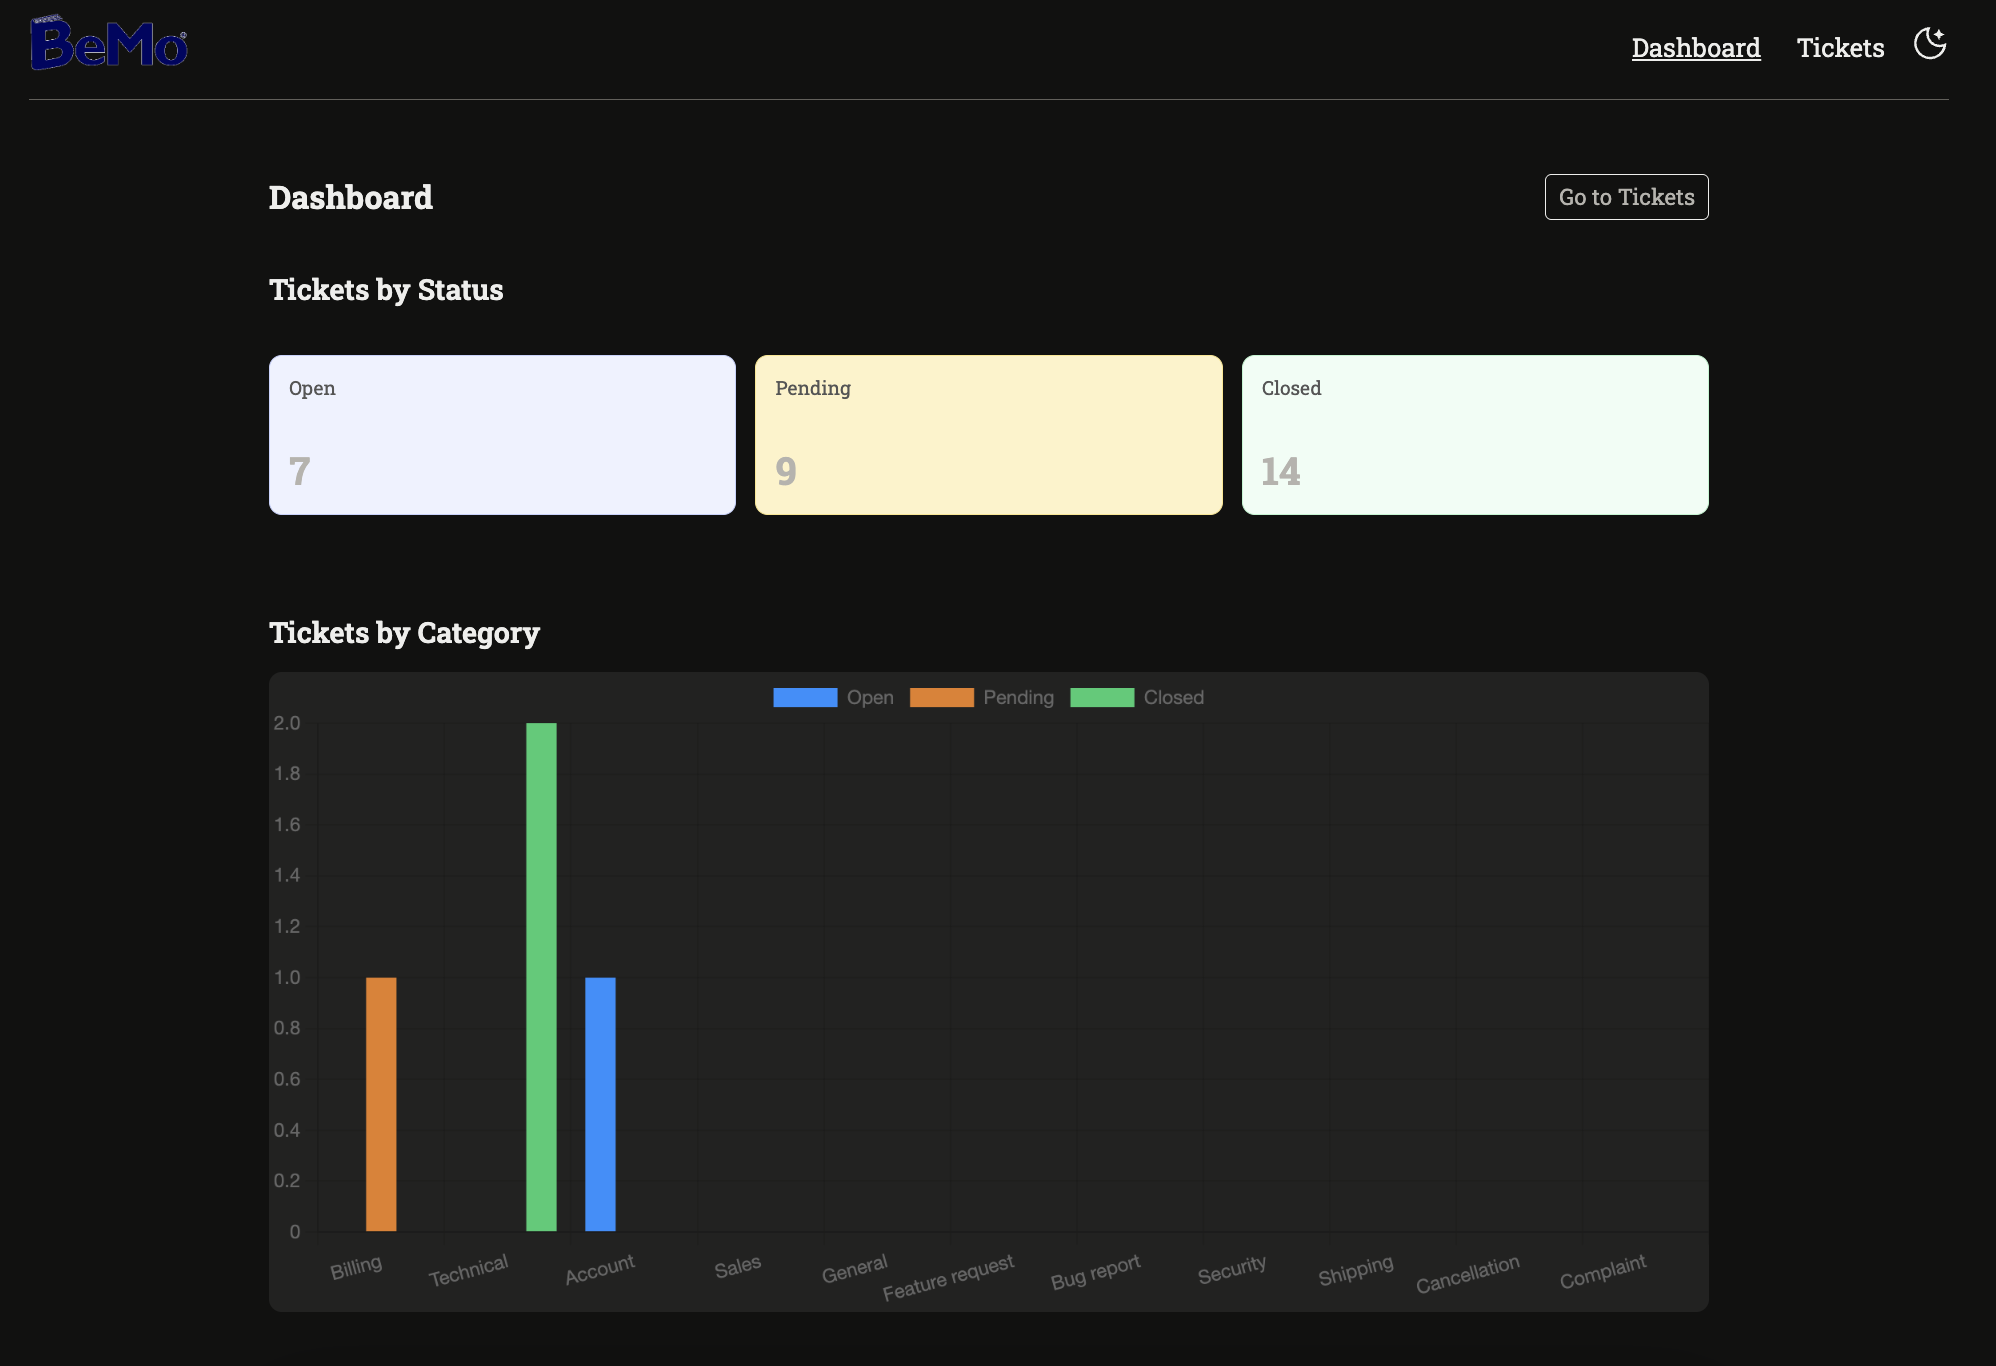 BeMo®
Dashboard Tickets
Dashboard
Go to Tickets
Tickets by Status
Open
Pending
Closed
7
9
14
Tickets by Category
Open Pending Closed
2.0
1.8
1.6
1.4
1.2
1.0
0.8
0.6
0.4
0.2
0
Billing Technical Account Sales General Feature request Bug report Security Shipping Cancellation Complaint